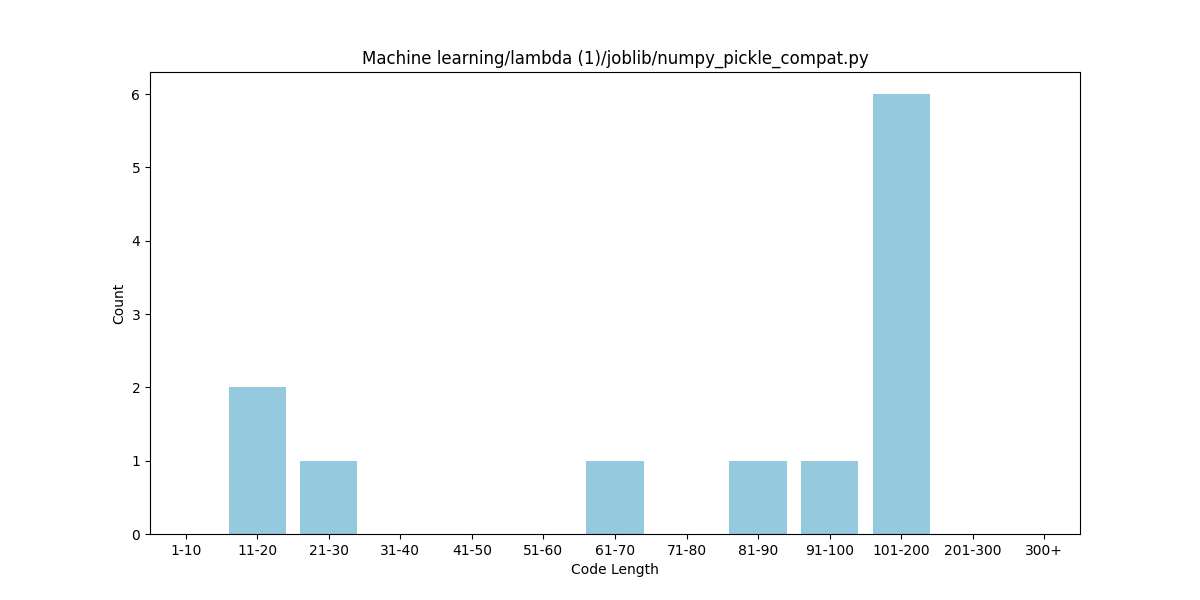 Machine learning/lambda (1)/joblib/numpy_pickle_compat.py
6
5
4
3
2
1
0
Count
1-10 11-20 21-30 31-40 41-50 51-60 61-70 71-80 81-90 91-100 101-200 201-300 300+
Code Length